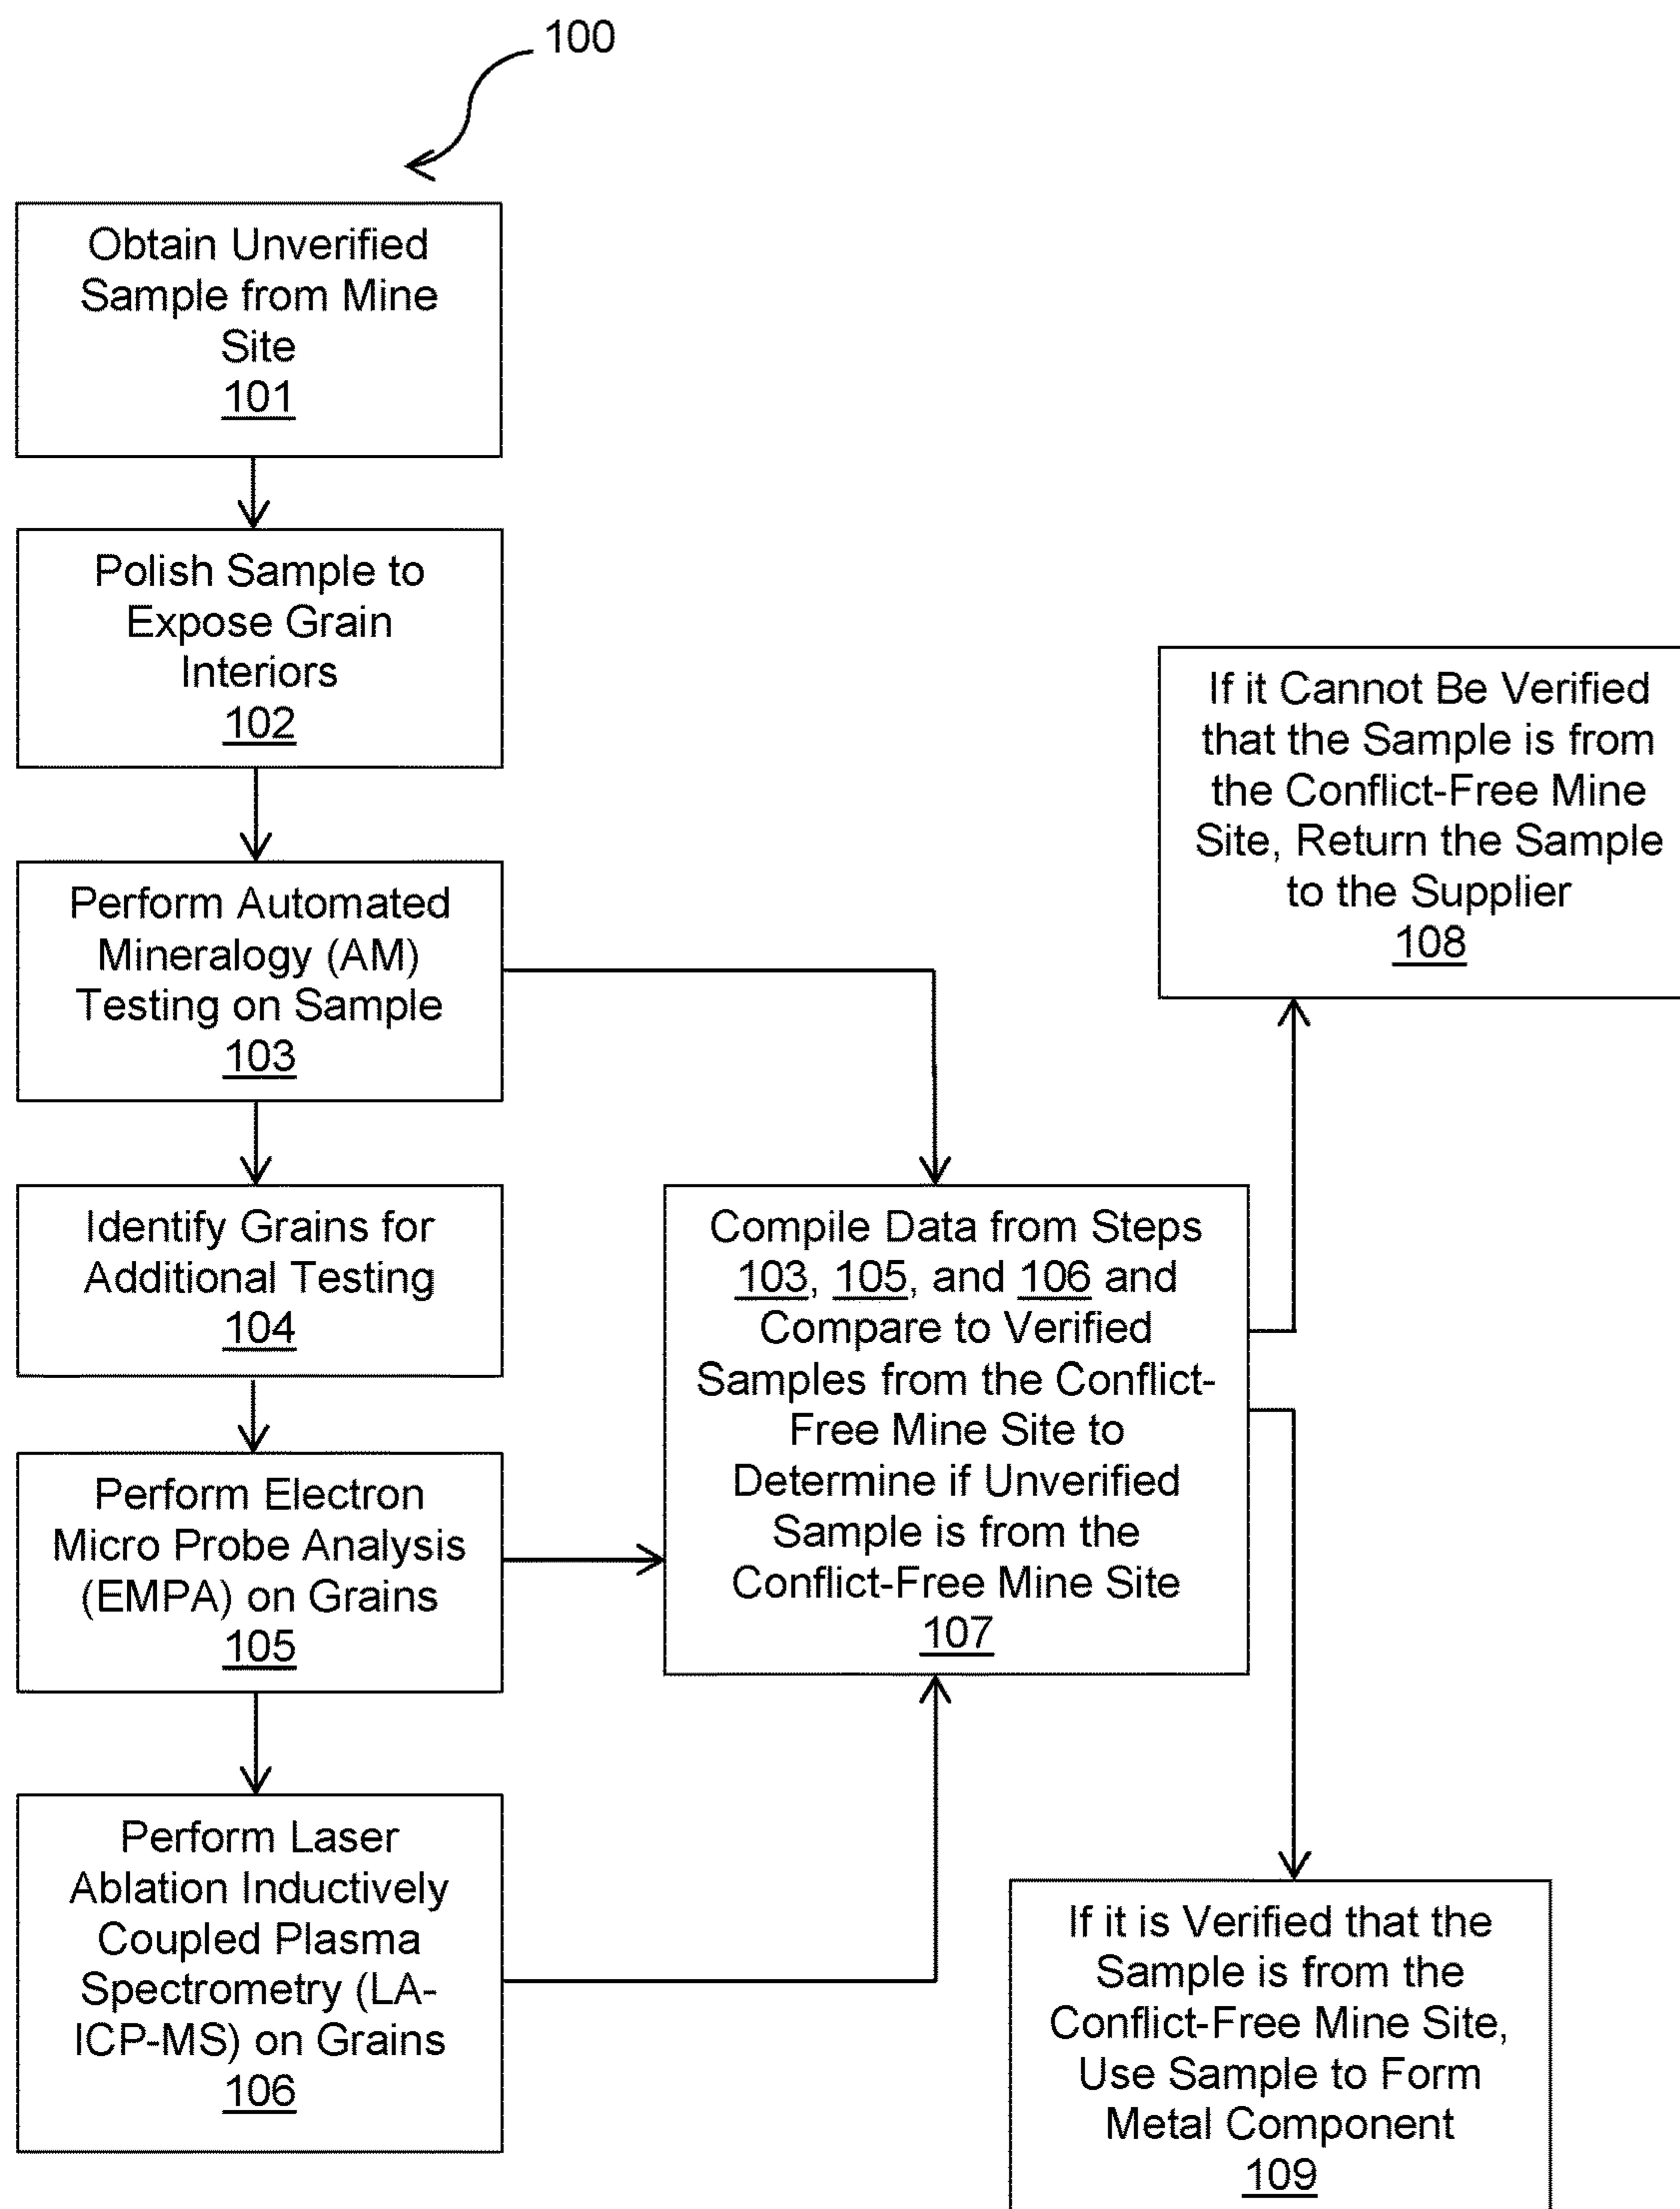 100
Obtain Unverified
Sample from Mine
Site
101
Polish Sample to
Expose Grain
Interiors
102
Perform Automated
Mineralogy (AM)
Testing on Sample
103
Identify Grains for
Additional Testing
104
Perform Electron
Micro Probe Analysis
(EMPA) on Grains
105
Perform Laser
Ablation Inductively
Coupled Plasma
Spectrometry (LA-
ICP-MS) on Grains
106
Compile Data from Steps
103, 105, and 106 and
Compare to Verified
Samples from the Conflict-
Free Mine Site to
Determine if Unverified
Sample is from the
Conflict-Free Mine Site
107
If it Cannot Be Verified
that the Sample is from
the Conflict-Free Mine
Site, Return the Sample
to the Supplier
108
If it is Verified that the
Sample is from the
Conflict-Free Mine Site,
Use Sample to Form
Metal Component
109